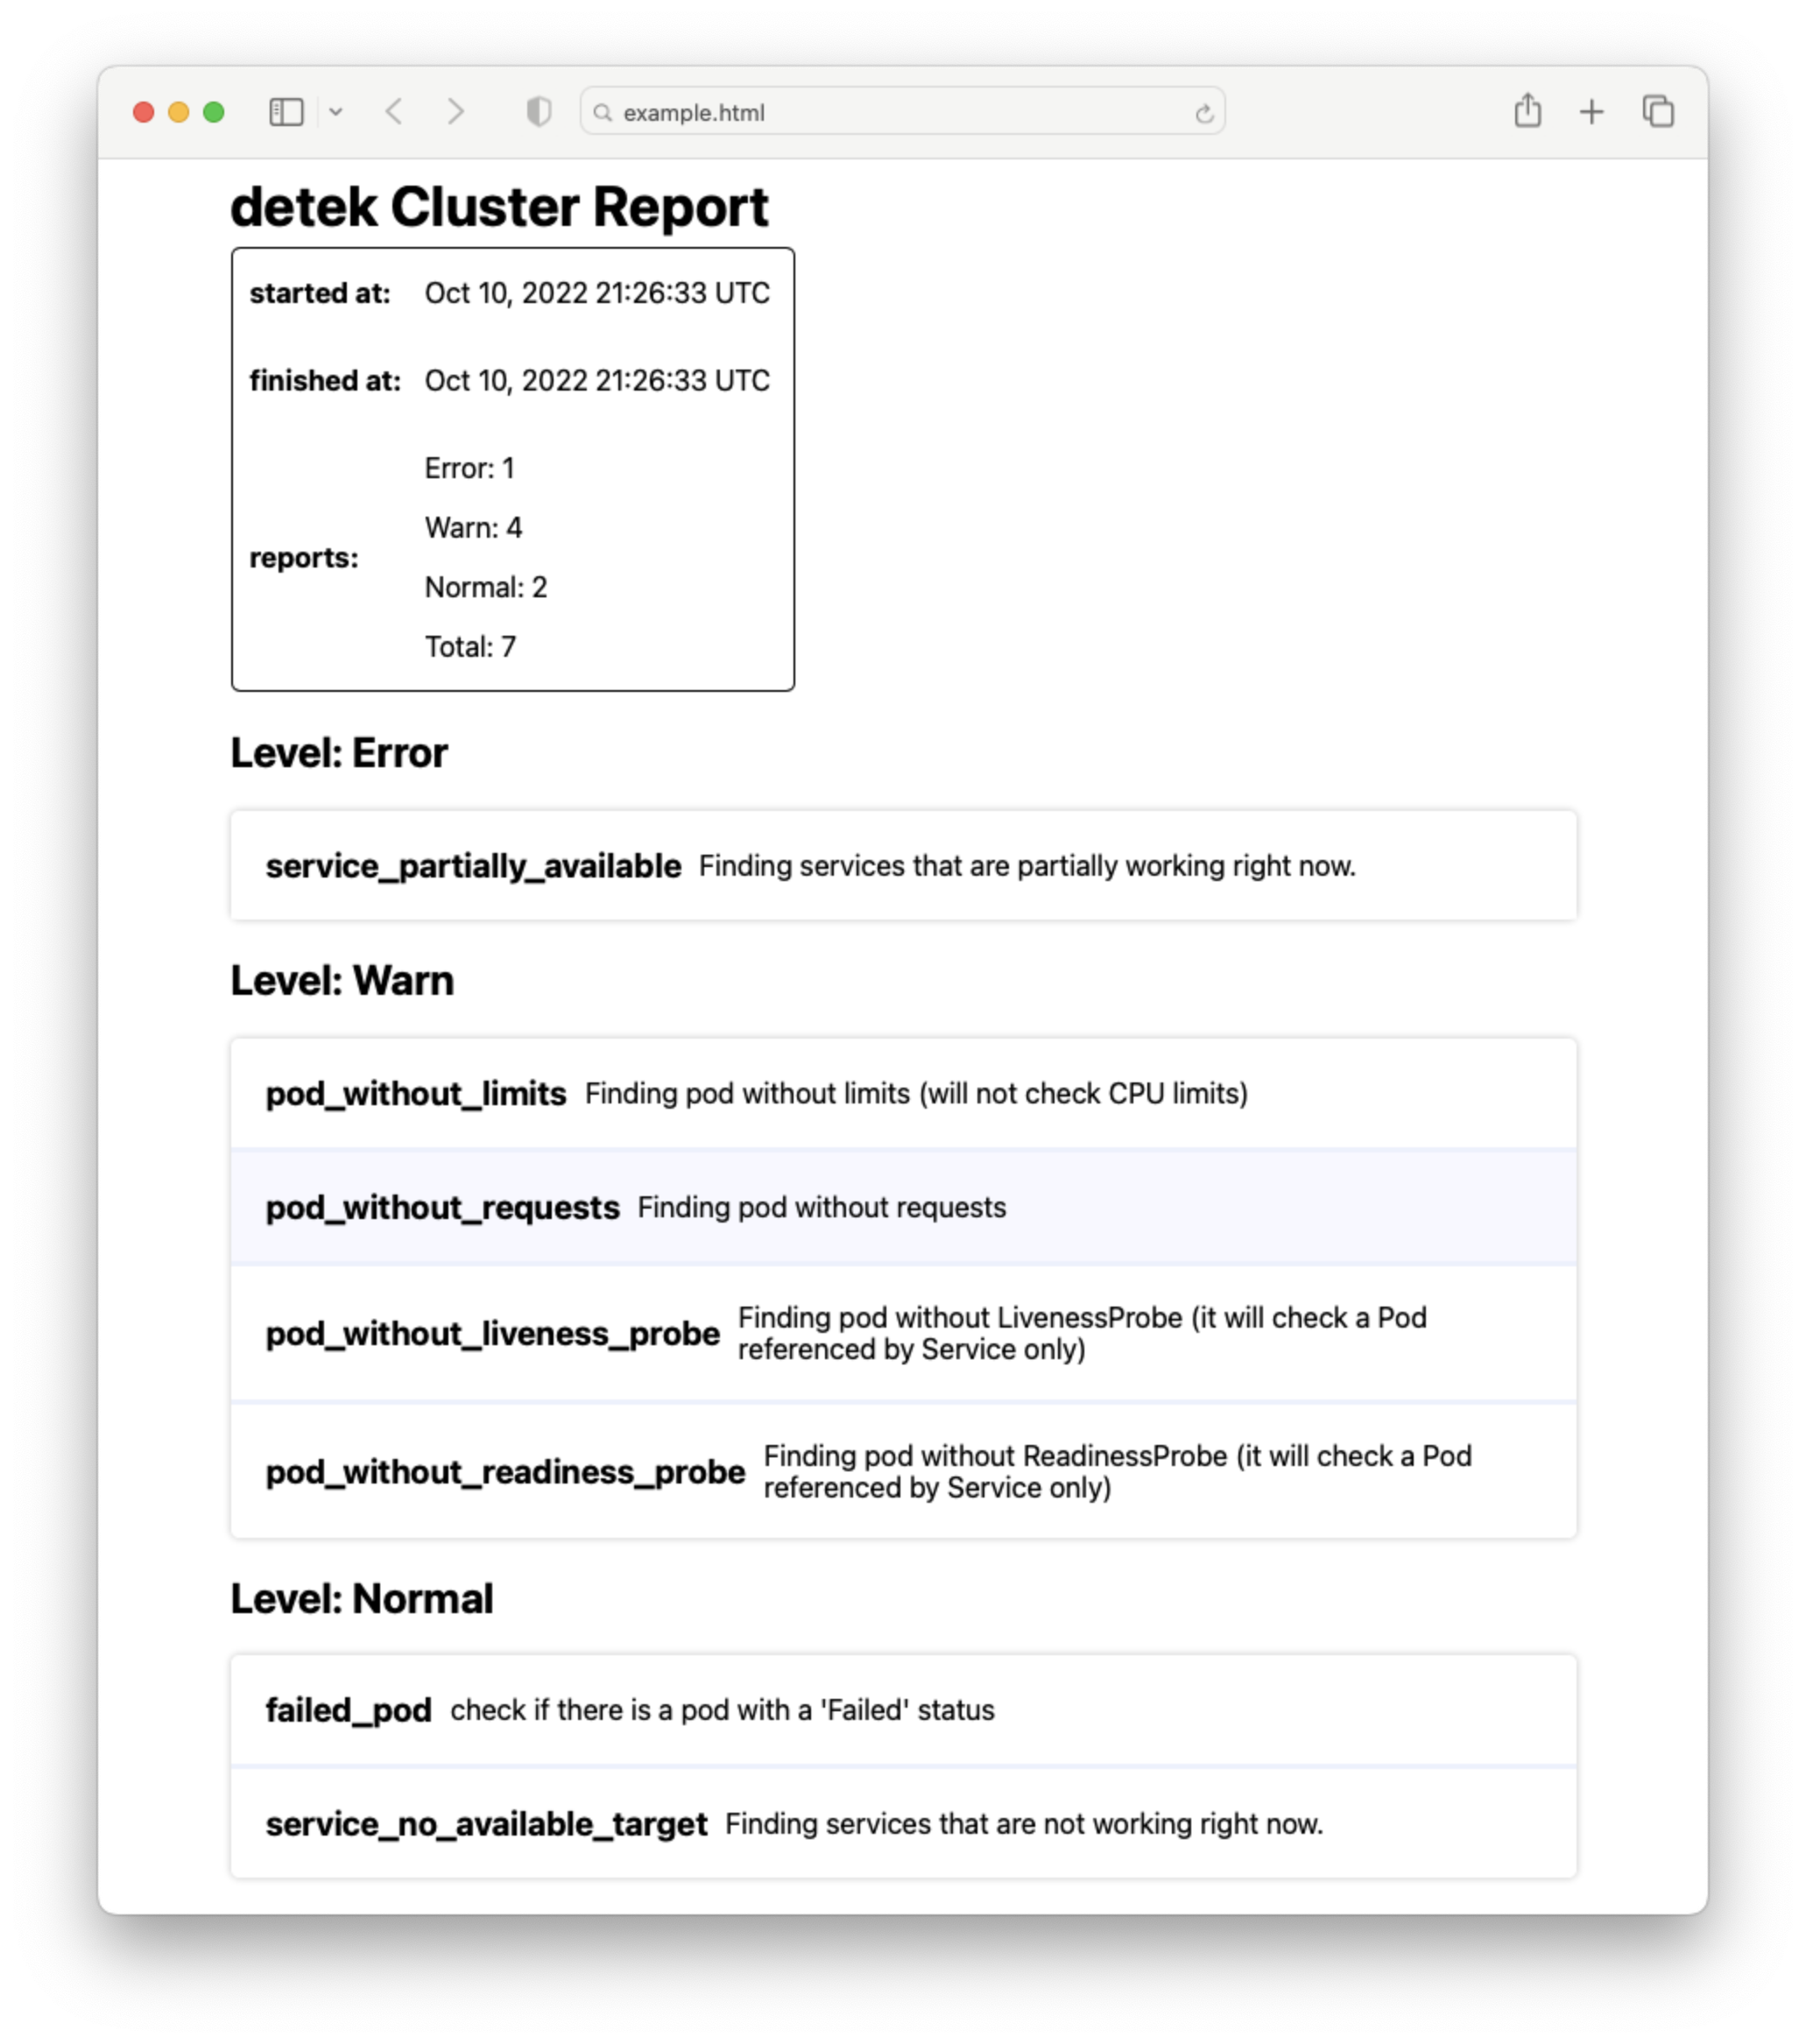 example.html
detek Cluster Report
started at: Oct 10, 2022 21:26:33 UTC
finished at: Oct 10, 2022 21:26:33 UTC
reports:
Error: 1
Warn: 4
Normal: 2
Total: 7
Level: Error
service_partially_available Finding services that are partially working right now.
Level: Warn
pod_without_limits Finding pod without limits (will not check CPU limits)
pod_without_requests Finding pod without requests
pod_without_liveness_probe Finding pod without LivenessProbe (it will check a Pod
referenced by Service only)
pod_without_readiness_probe Finding pod without ReadinessProbe (it will check a Pod
referenced by Service only)
Level: Normal
failed_pod check if there is a pod with a 'Failed' status
service_no_available_target Finding services that are not working right now.